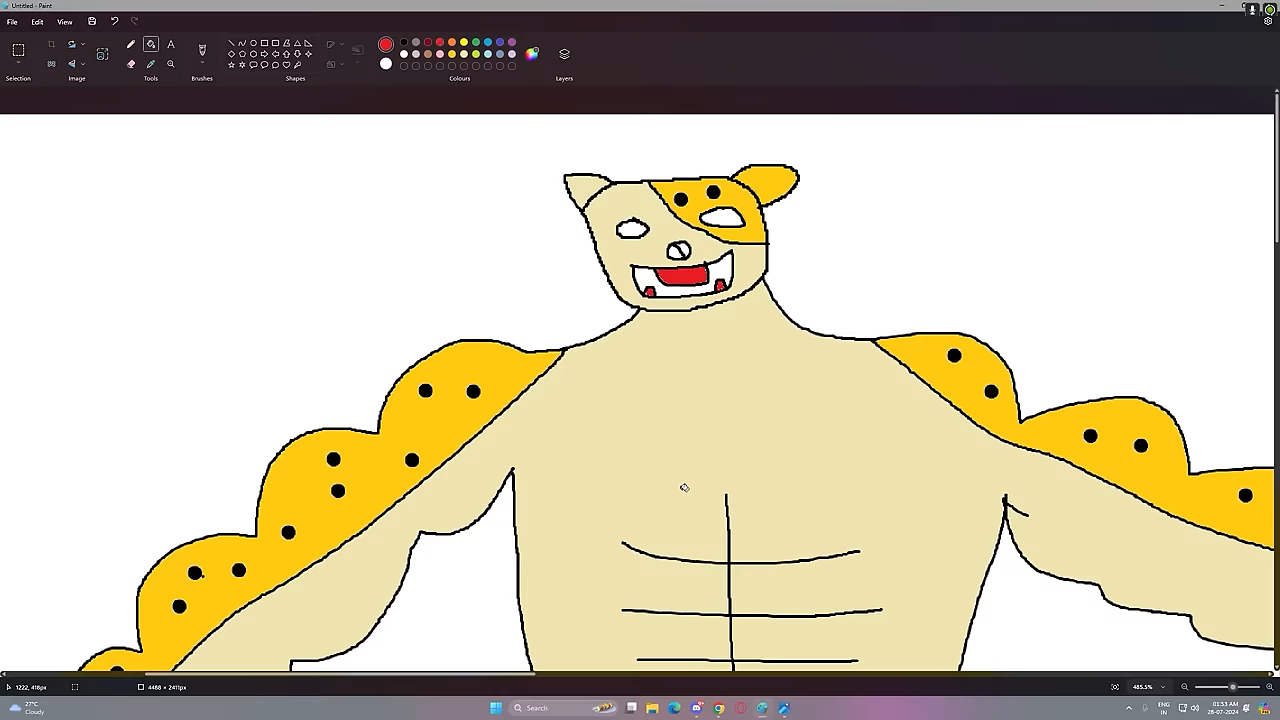 Untitled - Paint
File Edit View
Selection Image Tools Brushes Shapes Colours Layers
1222, 418px
4488 × 2411px
485.5%
27°C
Cloudy
Search
ENG
IN
01:53 AM
28-07-2024